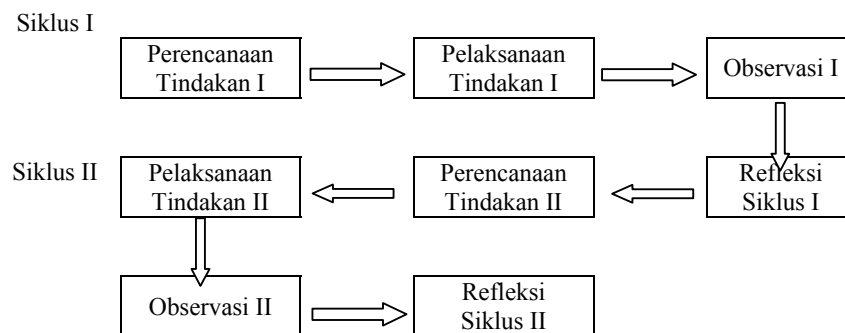 Siklus I
Perencanaan
Tindakan I
Pelaksanaan
Tindakan I
Observasi I
Siklus II
Pelaksanaan
Tindakan II
Perencanaan
Tindakan II
Refleksi
Siklus I
Observasi II
Refleksi
Siklus II